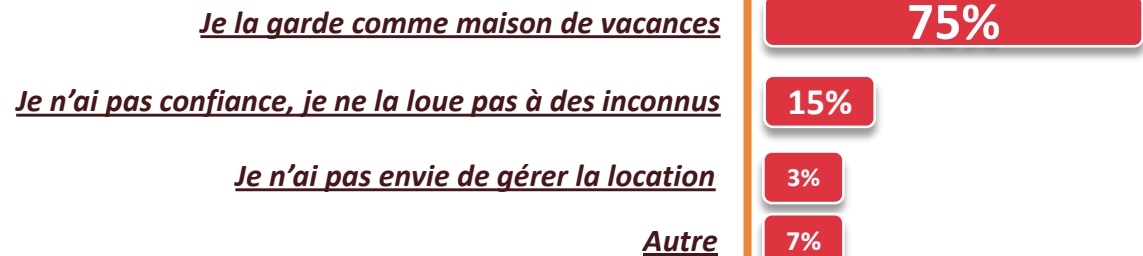 Je la garde comme maison de vacances 75%
Je n’ai pas confiance, je ne la loue pas à des inconnus 15%
Je n’ai pas envie de gérer la location 3%
Autre 7%